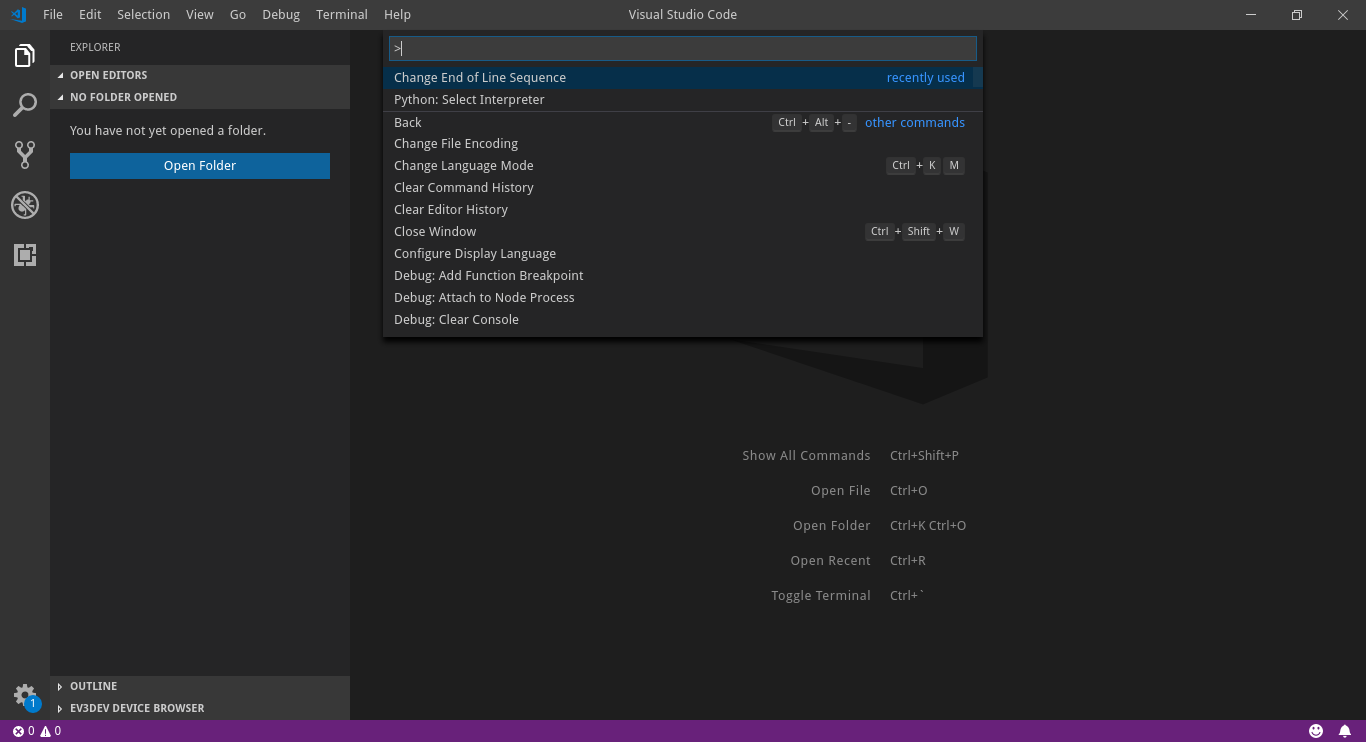 File Edit Selection View Go Debug Terminal Help Visual Studio Code
EXPLORER
OPEN EDITORS
NO FOLDER OPENED
You have not yet opened a folder.
Open Folder
OUTLINE
EV3DEV DEVICE BROWSER
1
>
Change End of Line Sequence recently used
Python: Select Interpreter
Back Ctrl + Alt + - other commands
Change File Encoding
Change Language Mode Ctrl + K M
Clear Command History
Clear Editor History
Close Window Ctrl + Shift + W
Configure Display Language
Debug: Add Function Breakpoint
Debug: Attach to Node Process
Debug: Clear Console
Show All Commands Ctrl+Shift+P
Open File Ctrl+O
Open Folder Ctrl+K Ctrl+O
Open Recent Ctrl+R
Toggle Terminal Ctrl+`
0 0